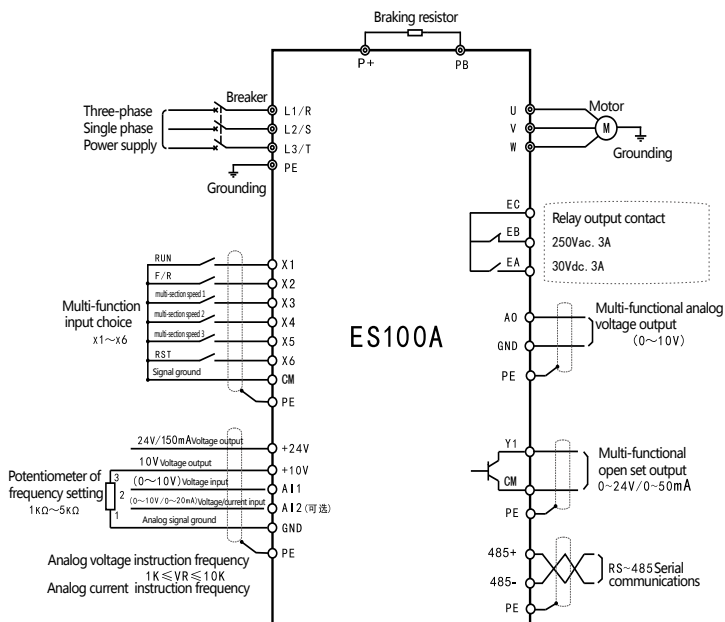 Braking resistor
P+
PB
Breaker
Three-phase
Single phase
Power supply
L1/R
L2/S
L3/T
PE
Grounding
U
V
W
Motor
M
Grounding
EC
EB
EA
Relay output contact
250Vac. 3A
30Vdc. 3A
RUN
F/R
multi-section speed 1
multi-section speed 2
multi-section speed 3
RST
Signal ground
Multi-function
input choice
X1~X6
X1
X2
X3
X4
X5
X6
CM
PE
ES100A
AO
GND
PE
Multi-functional analog
voltage output
(0~10V)
24V/150mA Voltage output
10V Voltage output
(0~10V) Voltage input
(0~10V/0~20mA) Voltage/current input
Analog signal ground
+24V
+10V
AI1
AI2 (可选)
GND
PE
Potentiometer of
frequency setting
1KΩ~5KΩ
3
2
1
Analog voltage instruction frequency
1K≤VR≤10K
Analog current instruction frequency
Y1
CM
PE
Multi-functional
open set output
0~24V/0~50mA
485+
485-
PE
RS~485 Serial
communications